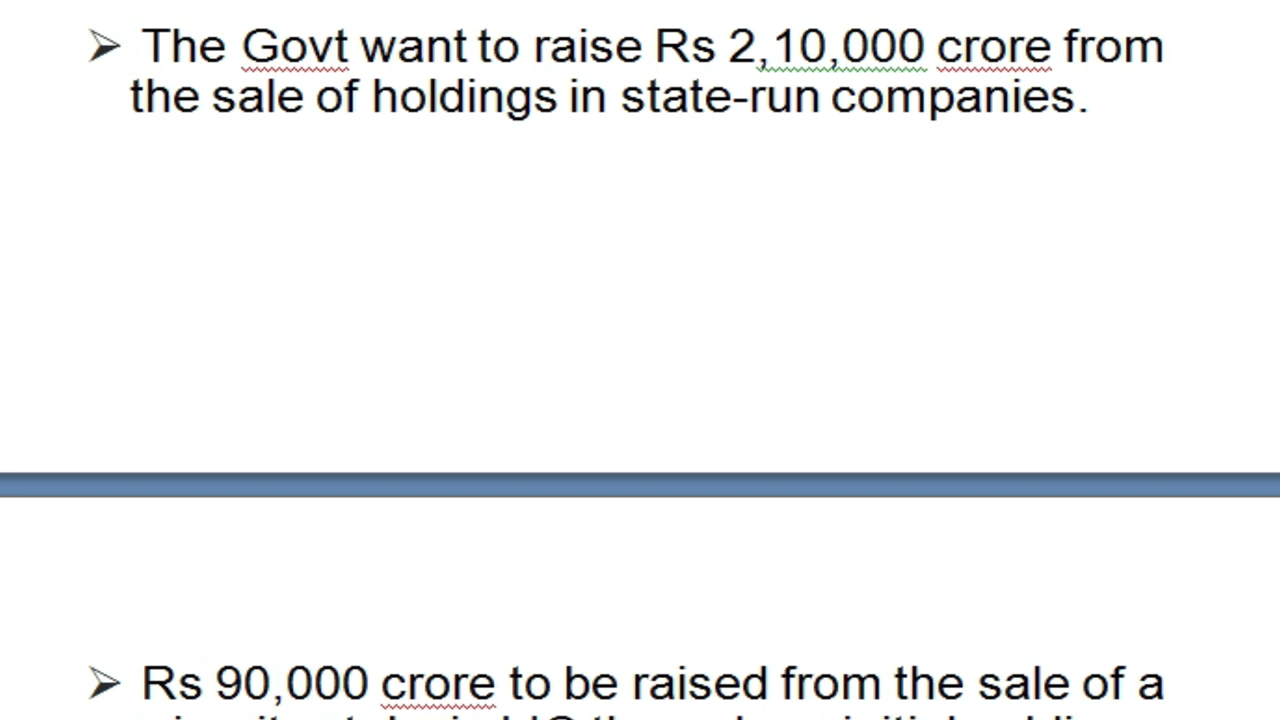 ➢ The Govt want to raise Rs 2,10,000 crore from
the sale of holdings in state-run companies.
➢ Rs 90,000 crore to be raised from the sale of a